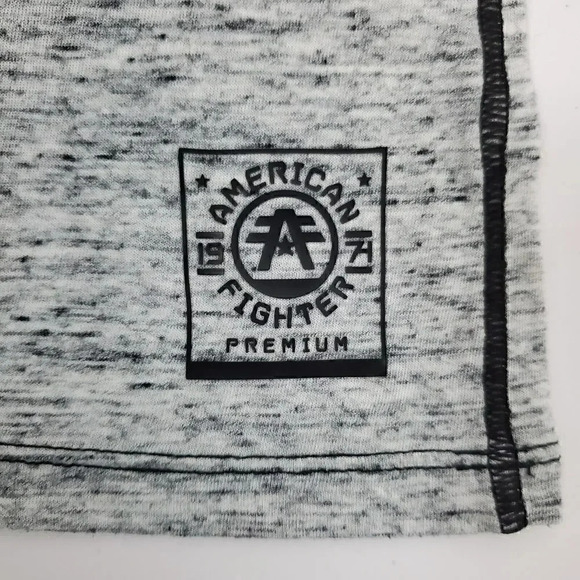 AMERICAN
19 71
FIGHTER
PREMIUM